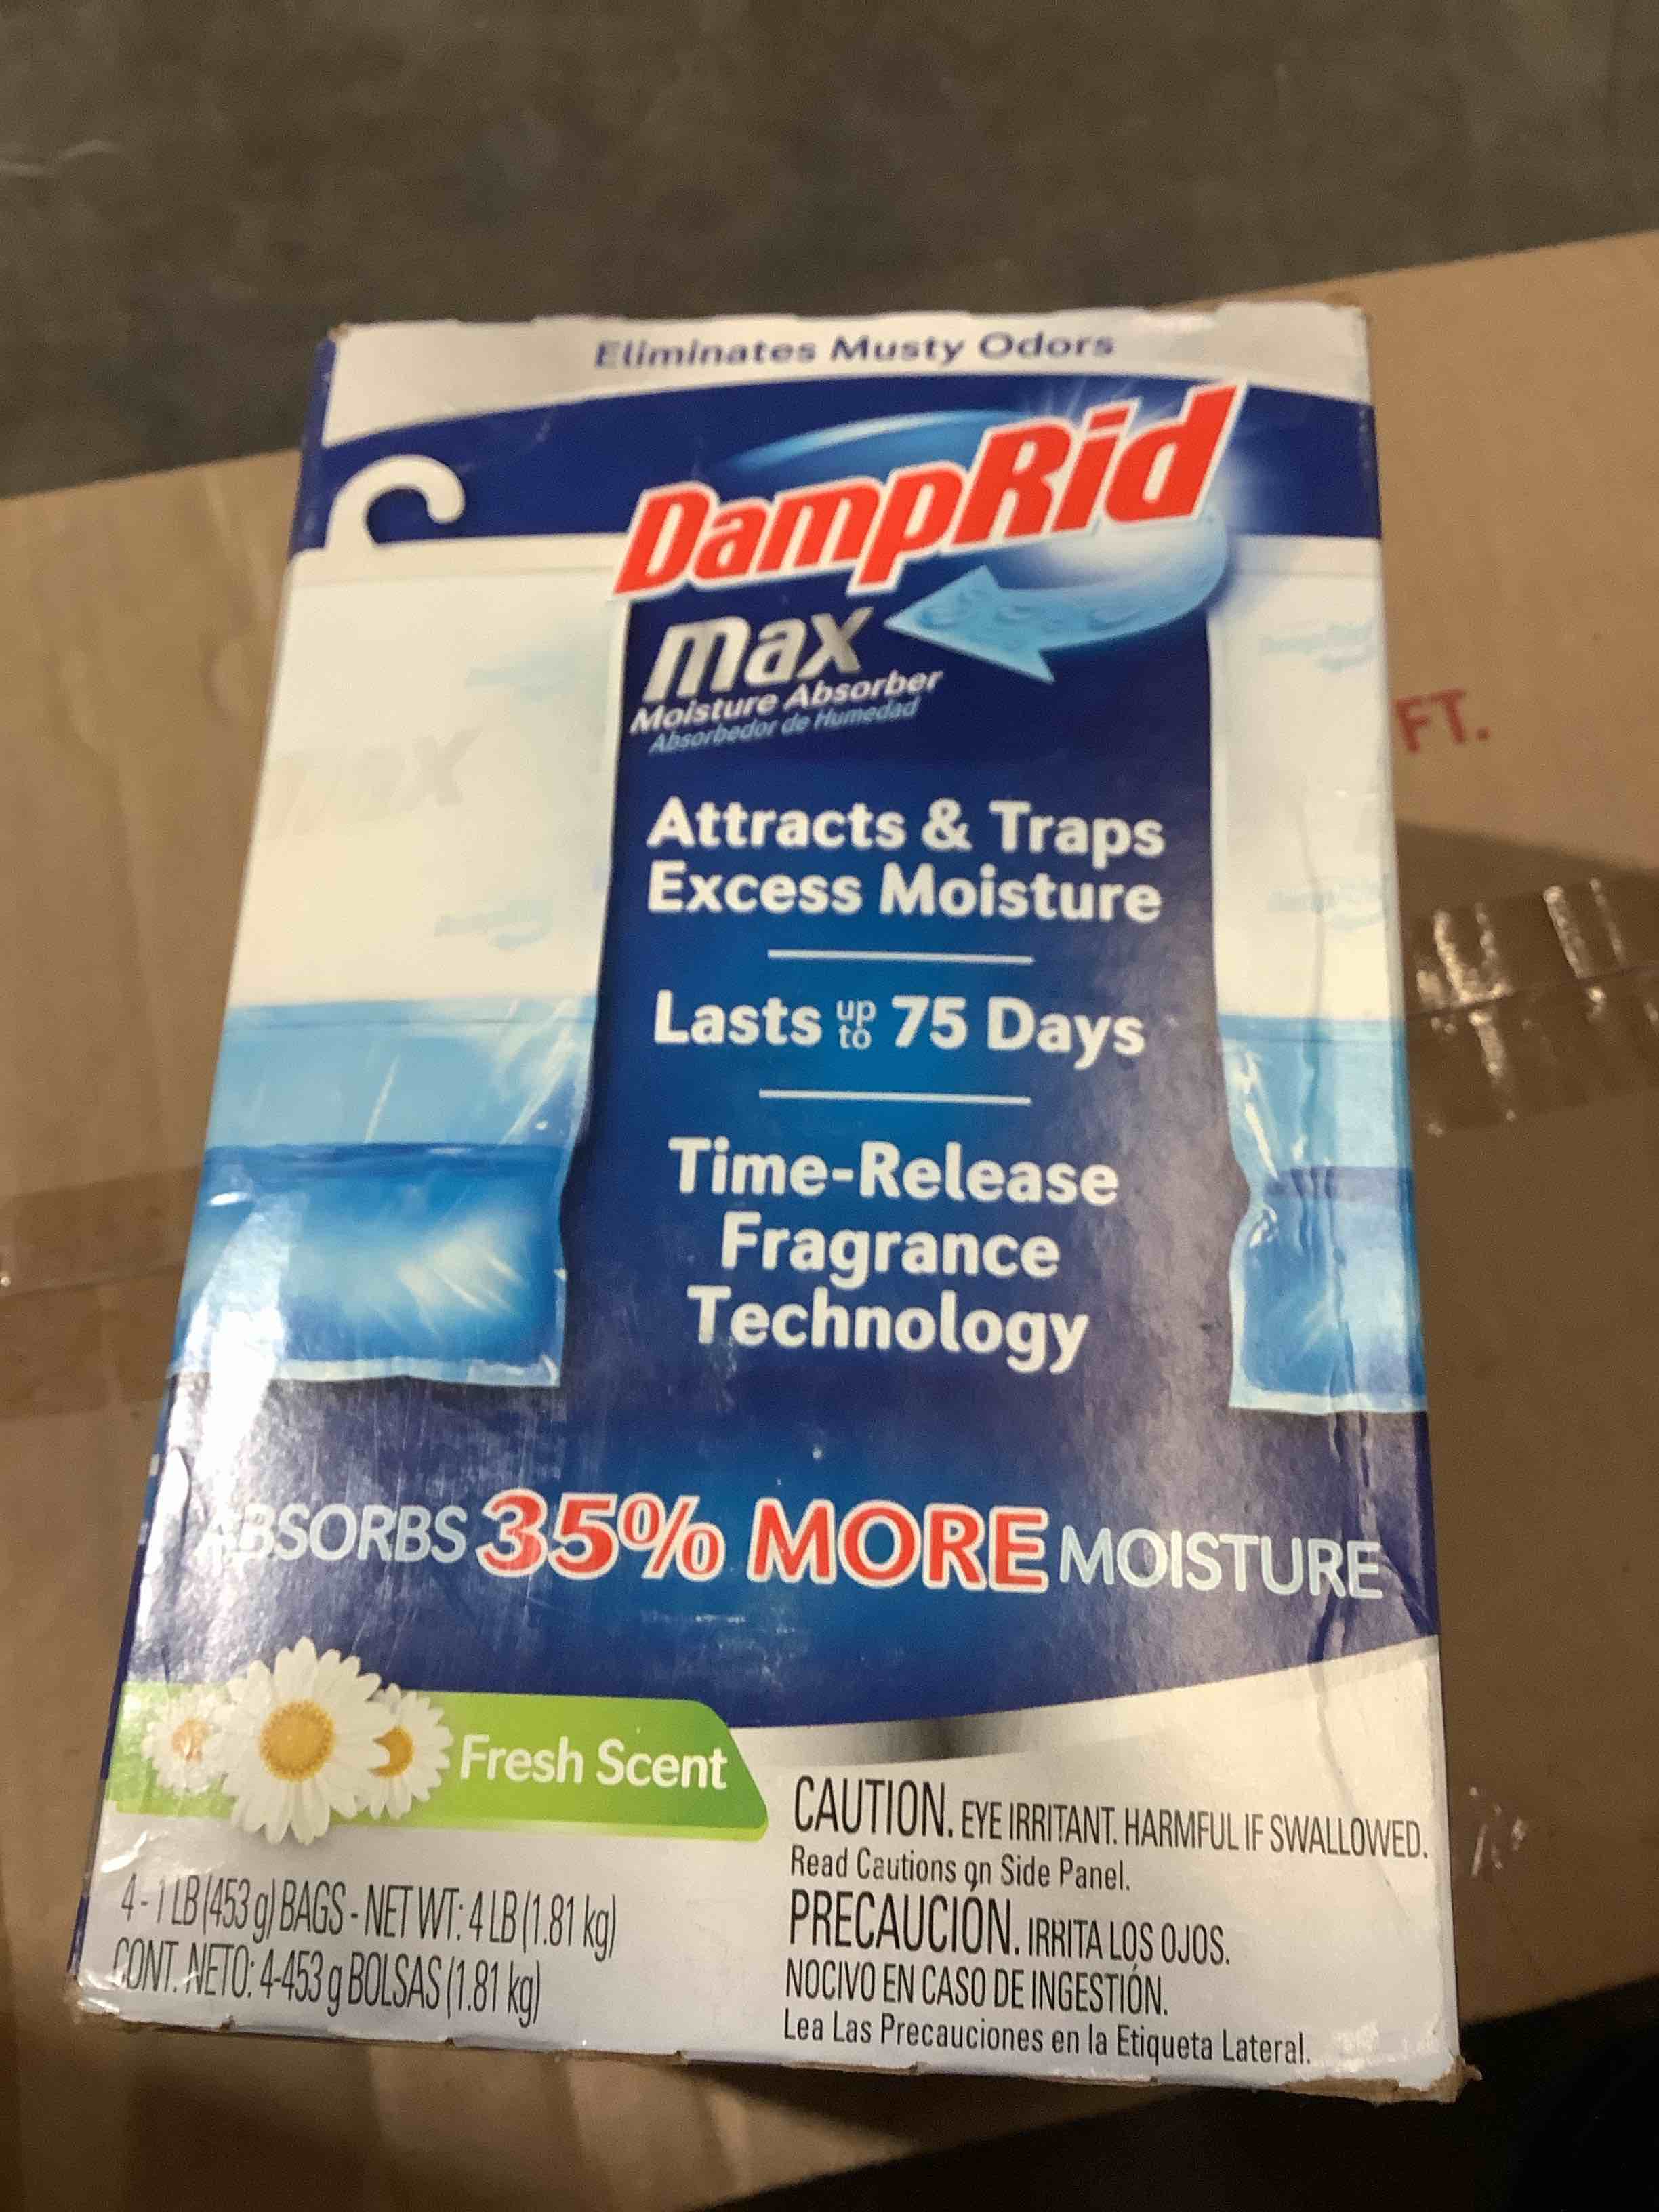 Eliminates Musty Odors
DampRid
max
Moisture Absorber
Absorbedor de Humedad
Attracts & Traps
Excess Moisture
Lasts up to 75 Days
Time-Release
Fragrance
Technology
ABSORBS 35% MORE MOISTURE
Fresh Scent
4 - 1 LB (453 g) BAGS - NET WT: 4 LB (1.81 kg)
CONT. NETO: 4-453 g BOLSAS (1.81 kg)
CAUTION. EYE IRRITANT. HARMFUL IF SWALLOWED.
Read Cautions on Side Panel.
PRECAUCIÓN. IRRITA LOS OJOS.
NOCIVO EN CASO DE INGESTIÓN.
Lea Las Precauciones en la Etiqueta Lateral.
max
FT.